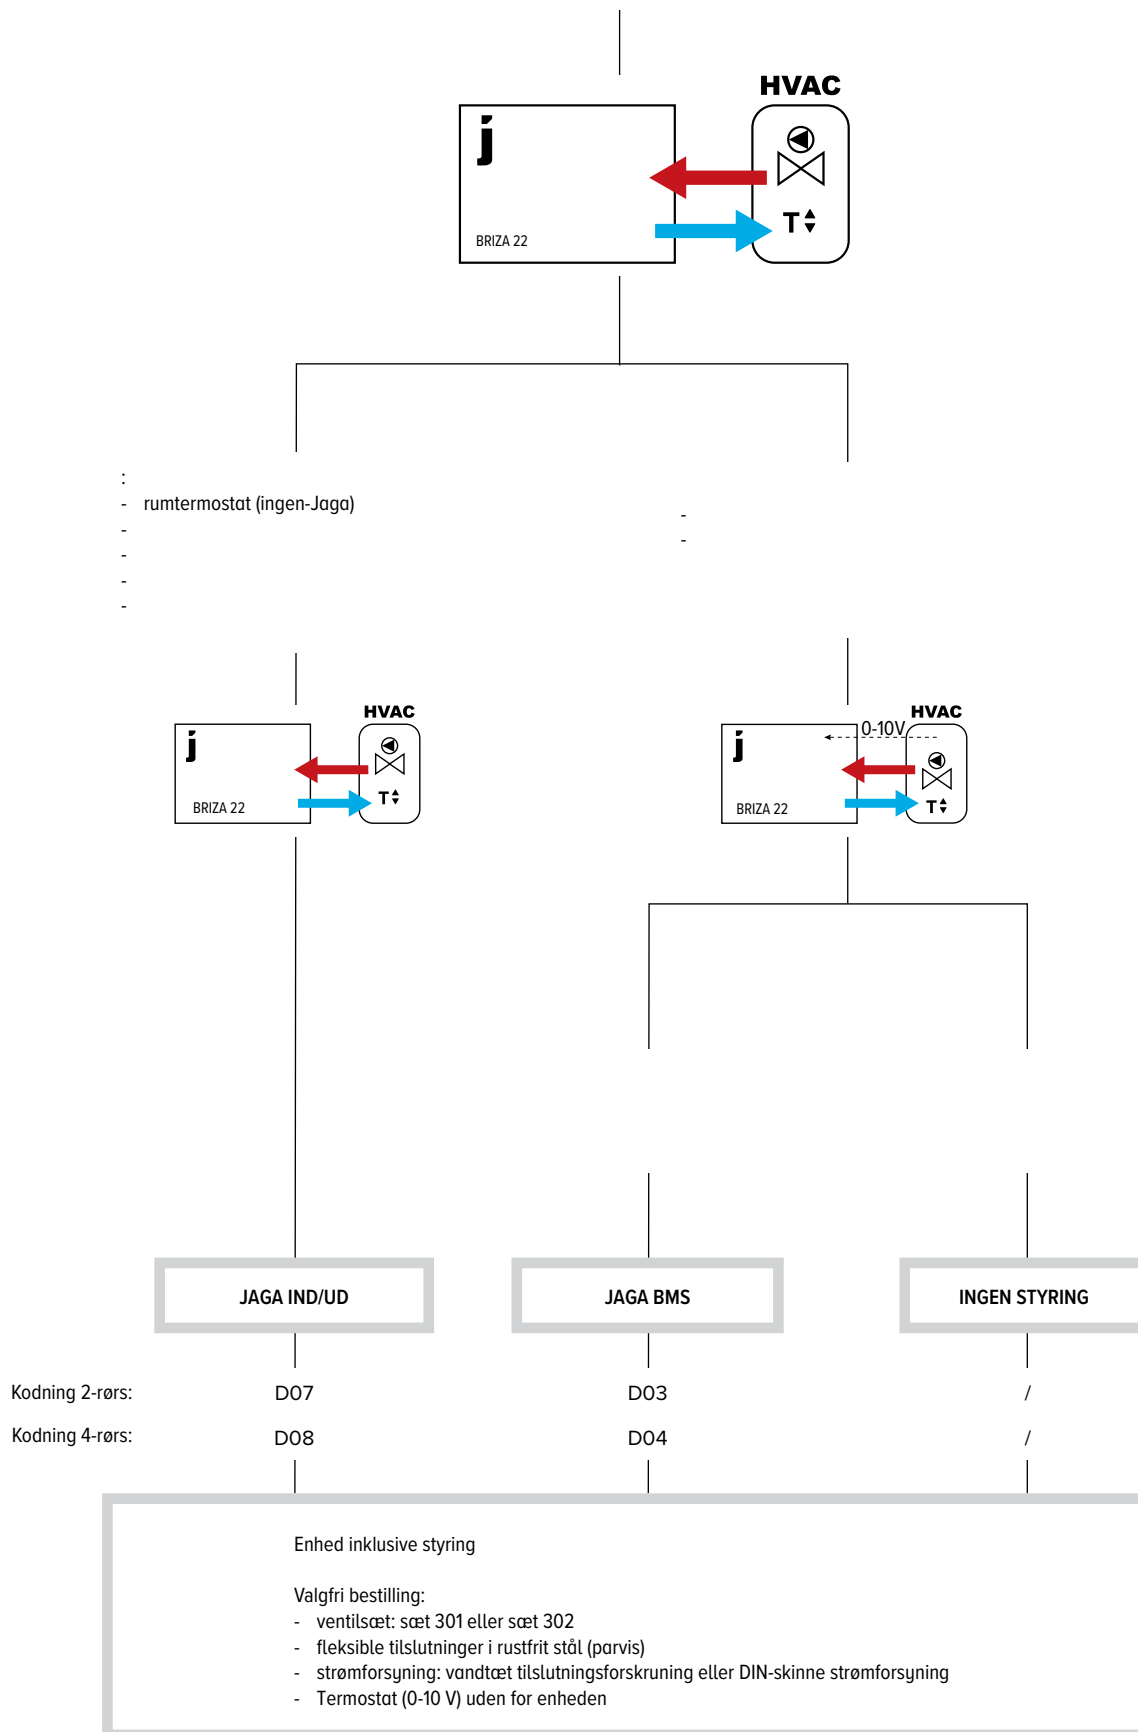 HVAC
j
T
BRIZA 22
:
- rumtermostat (ingen-Jaga)
-
-
-
-
-
-
HVAC
j
T
BRIZA 22
HVAC
0-10V
j
T
BRIZA 22
JAGA IND/UD
JAGA BMS
INGEN STYRING
Kodning 2-rørs:
D07
D03
/
Kodning 4-rørs:
D08
D04
/
Enhed inklusive styring
Valgfri bestilling:
- ventilsæt: sæt 301 eller sæt 302
- fleksible tilslutninger i rustfrit stål (parvis)
- strømforsyning: vandtæt tilslutningsforskruning eller DIN-skinne strømforsyning
- Termostat (0-10 V) uden for enheden